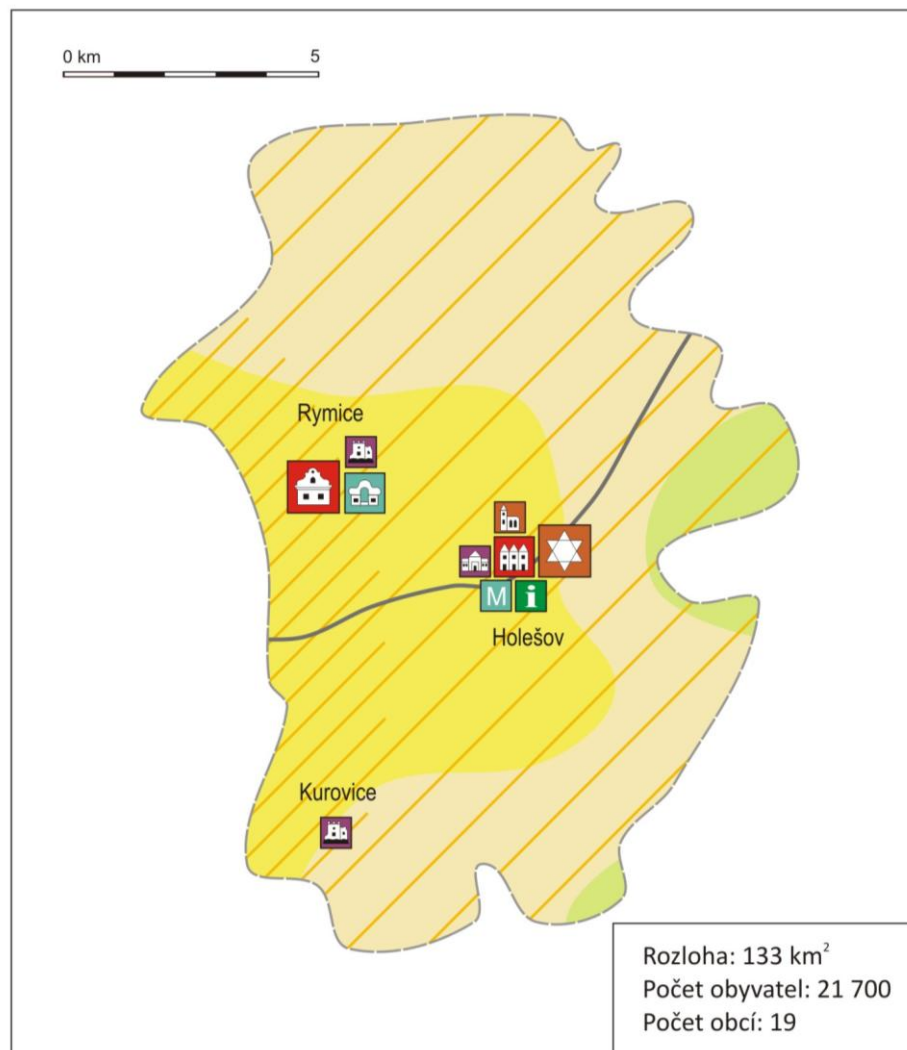 0 km 5
Rymice
M
i
Holešov
Kurovice
Rozloha: 133 km²
Počet obyvatel: 21 700
Počet obcí: 19